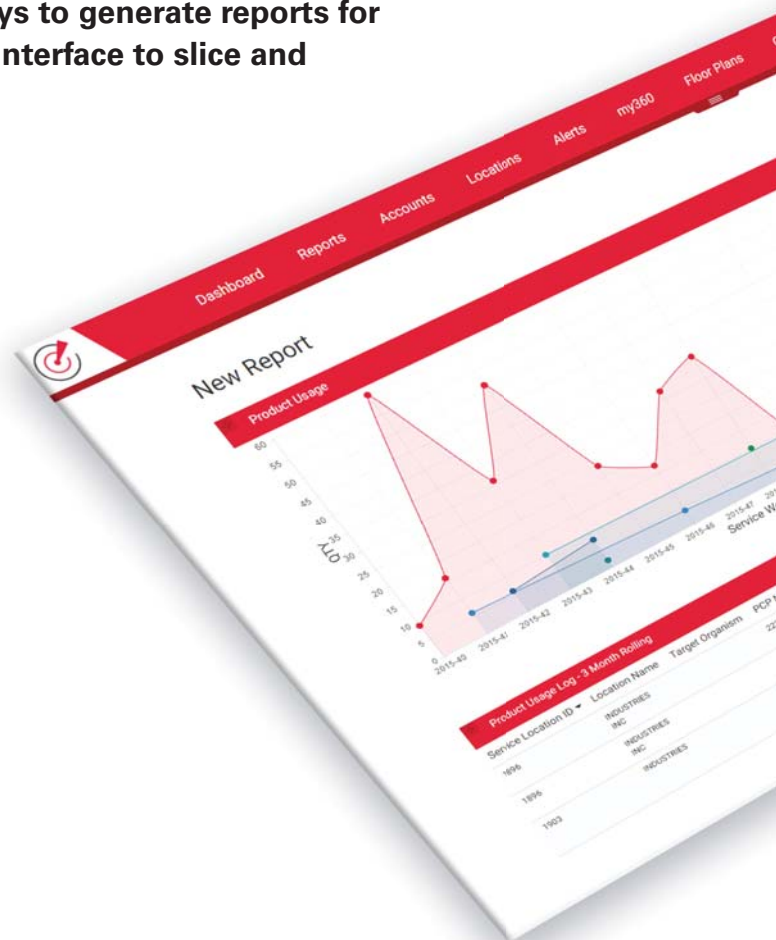 ys to generate reports for
nterface to slice and
Dashboard Reports Accounts Locations Alerts my360 Floor Plans
New Report
Product Usage
60
55
50
45
40
35
30
25
20
15
10
5
0
QTY
2015-40 2015-41 2015-42 2015-43 2015-44 2015-45 2015-46 2015-47
Service W
Product Usage Log - 3 Month Rolling
Service Location ID Location Name Target Organism PCP
1896 INDUSTRIES
INC
1896 INDUSTRIES
INC
1903 INDUSTRIES